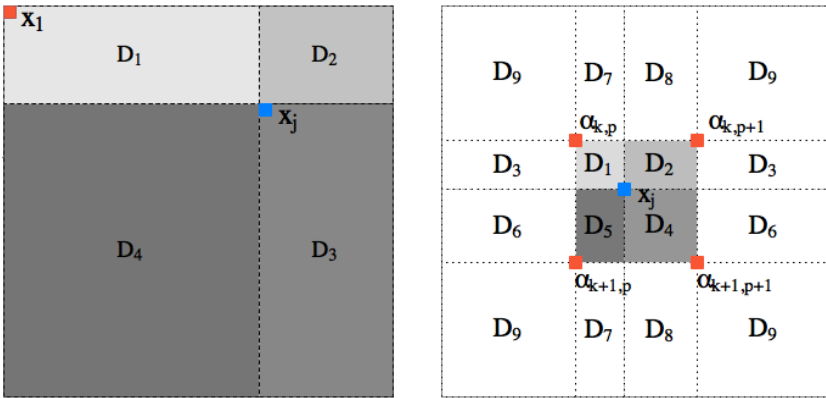 x₁
D₁ D₂
xⱼ
D₄ D₃
D₉ D₇ D₈ D₉
αₖ,ₚ αₖ,ₚ₊₁
D₃ D₁ D₂ D₃
xⱼ
D₆ D₅ D₄ D₆
αₖ₊₁,ₚ αₖ₊₁,ₚ₊₁
D₉ D₇ D₈ D₉